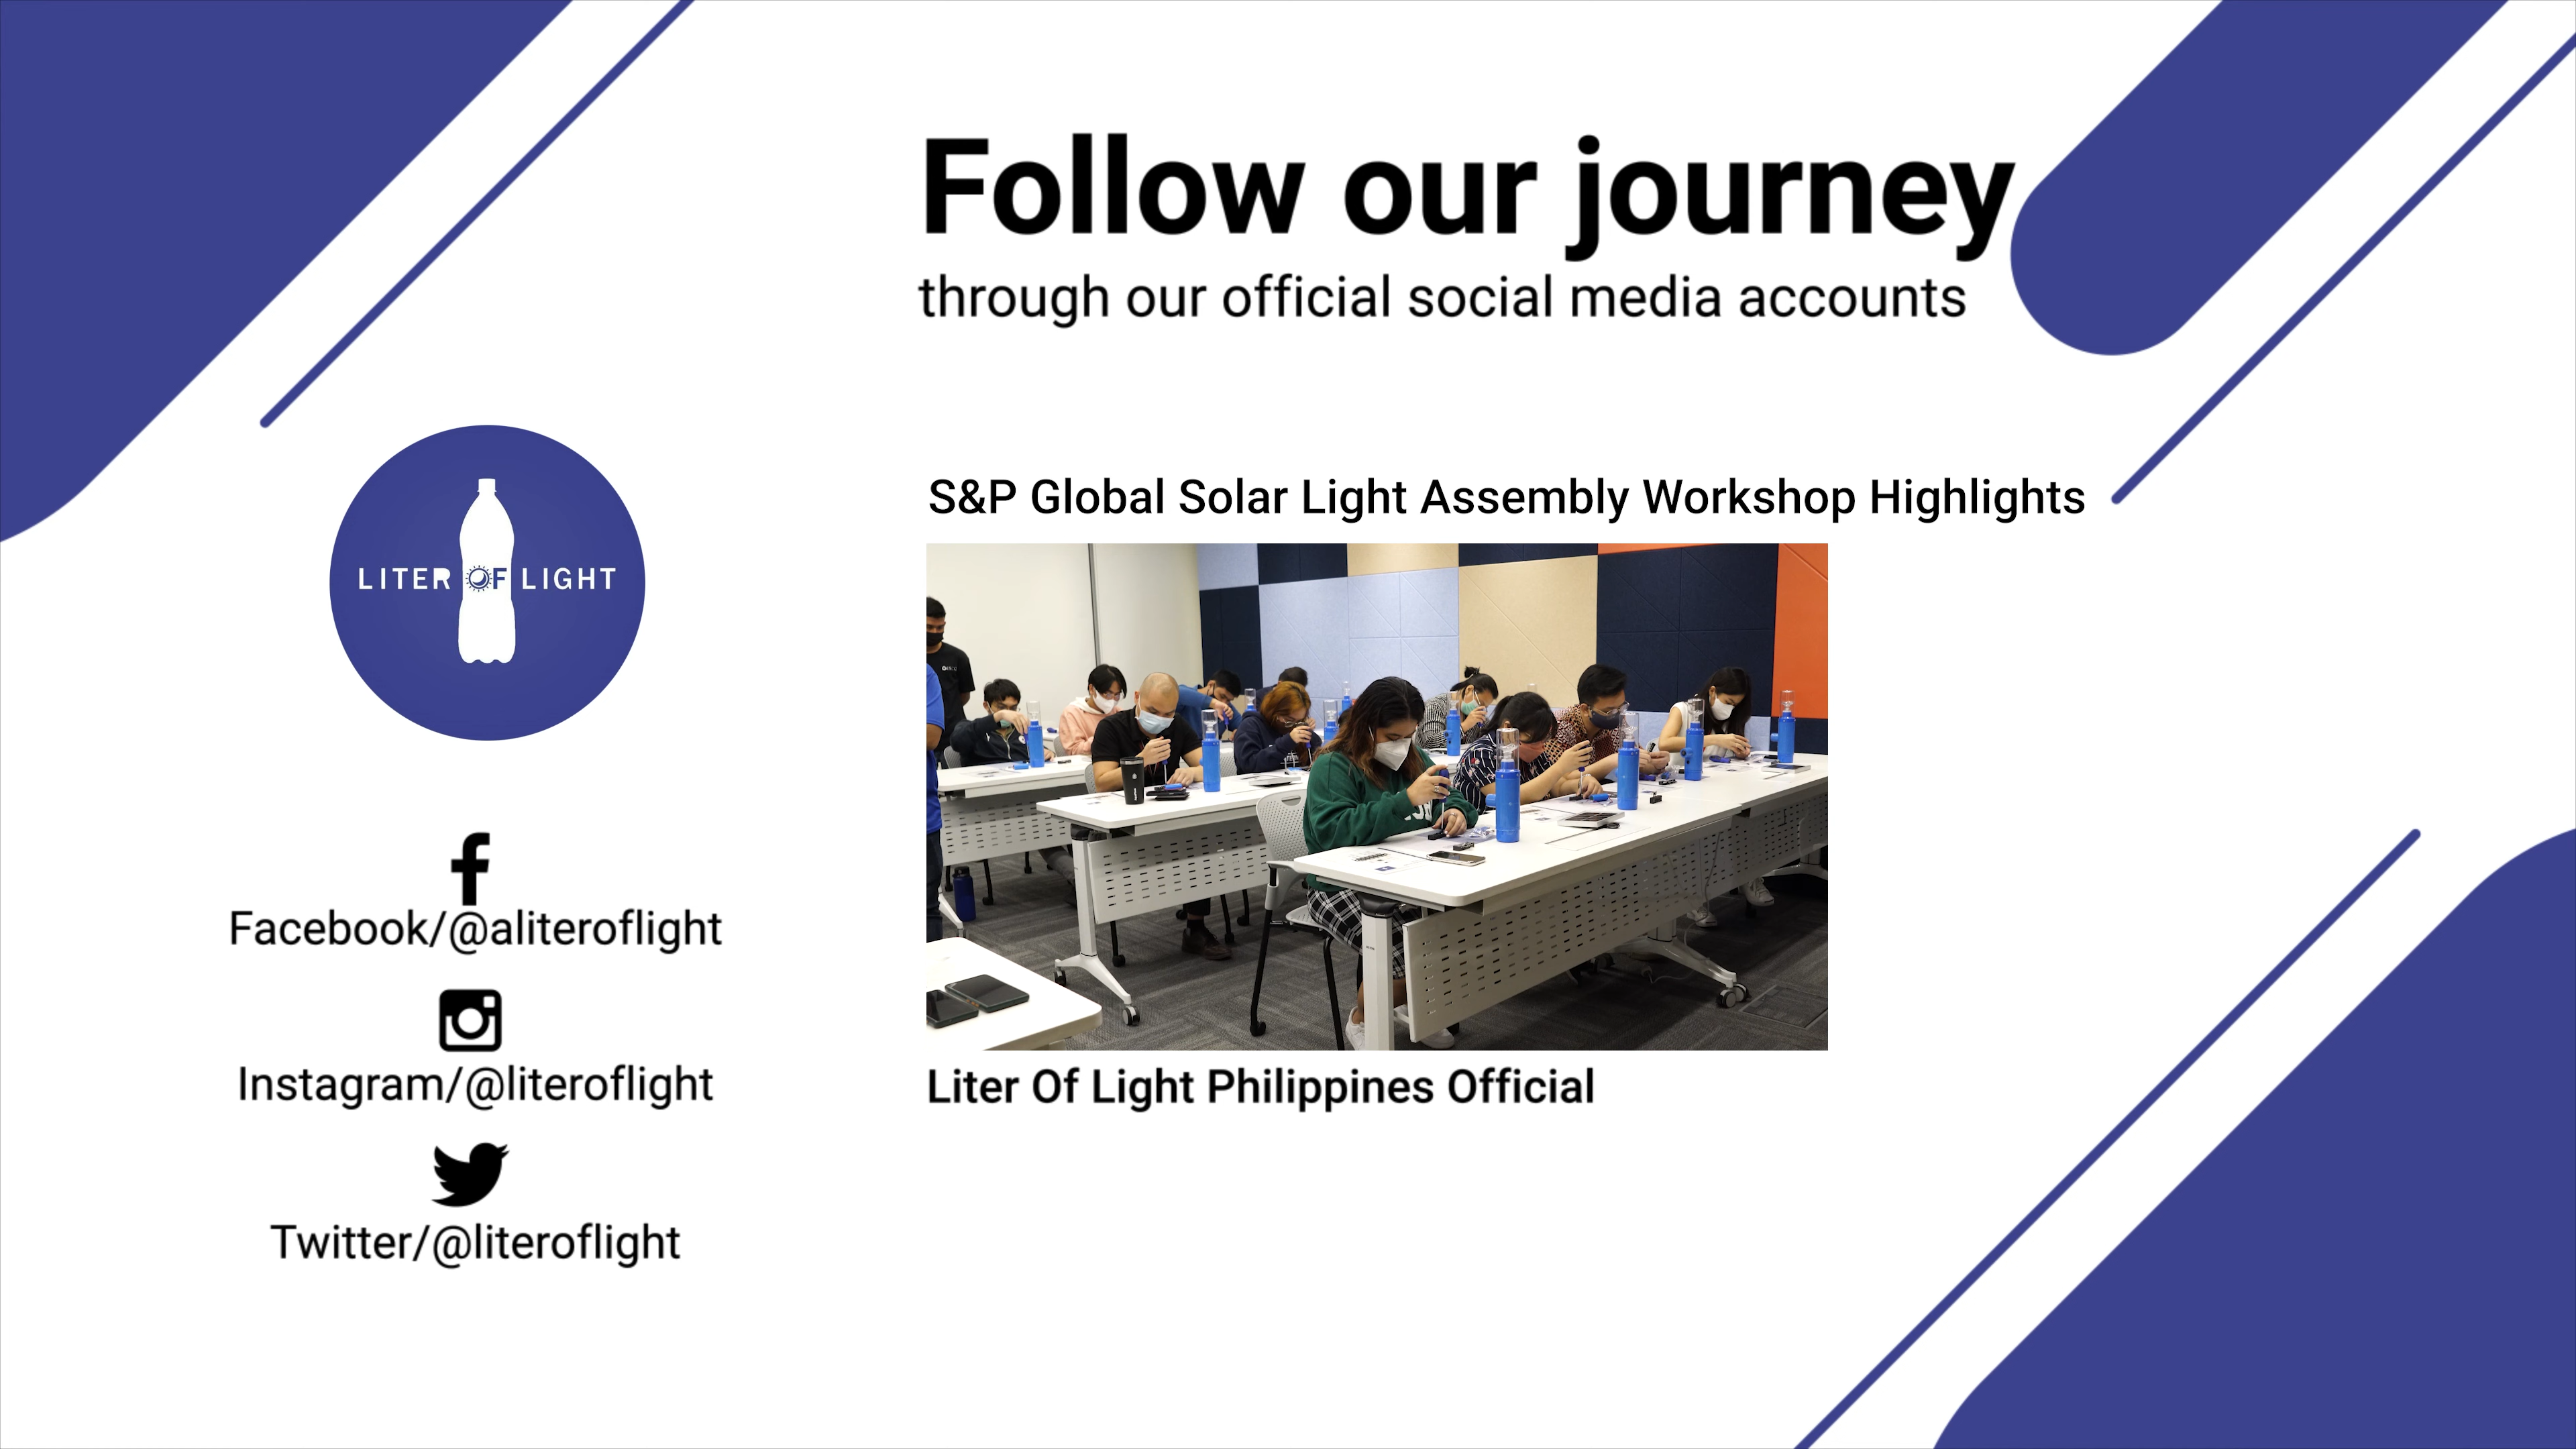 Follow our journey
through our official social media accounts
LITER OF LIGHT
Facebook/@aliteroflight
Instagram/@literoflight
Twitter/@literoflight
S&P Global Solar Light Assembly Workshop Highlights
Liter Of Light Philippines Official